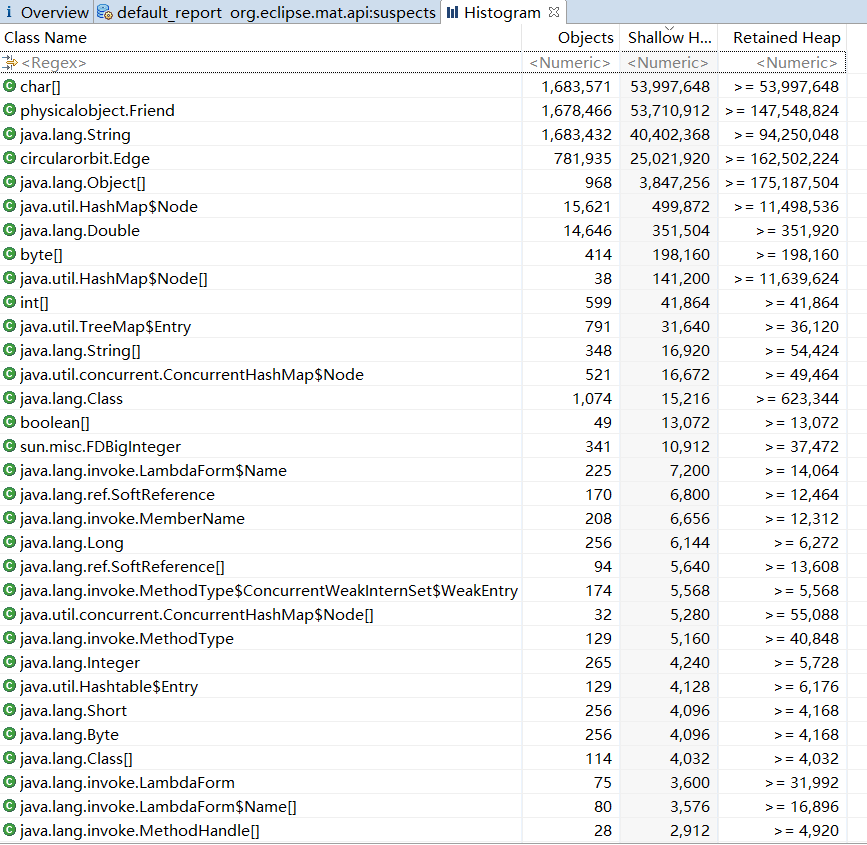 i Overview default_report org.eclipse.mat.api:suspects Histogram
Class Name Objects Shallow H... Retained Heap
<Regex> <Numeric> <Numeric> <Numeric>
char[] 1,683,571 53,997,648 >= 53,997,648
physicalobject.Friend 1,678,466 53,710,912 >= 147,548,824
java.lang.String 1,683,432 40,402,368 >= 94,250,048
circularorbit.Edge 781,935 25,021,920 >= 162,502,224
java.lang.Object[] 968 3,847,256 >= 175,187,504
java.util.HashMap$Node 15,621 499,872 >= 11,498,536
java.lang.Double 14,646 351,504 >= 351,920
byte[] 414 198,160 >= 198,160
java.util.HashMap$Node[] 38 141,200 >= 11,639,624
int[] 599 41,864 >= 41,864
java.util.TreeMap$Entry 791 31,640 >= 36,120
java.lang.String[] 348 16,920 >= 54,424
java.util.concurrent.ConcurrentHashMap$Node 521 16,672 >= 49,464
java.lang.Class 1,074 15,216 >= 623,344
boolean[] 49 13,072 >= 13,072
sun.misc.FDBigInteger 341 10,912 >= 37,472
java.lang.invoke.LambdaForm$Name 225 7,200 >= 14,064
java.lang.ref.SoftReference 170 6,800 >= 12,464
java.lang.invoke.MemberName 208 6,656 >= 12,312
java.lang.Long 256 6,144 >= 6,272
java.lang.ref.SoftReference[] 94 5,640 >= 13,608
java.lang.invoke.MethodType$ConcurrentWeakInternSet$WeakEntry 174 5,568 >= 5,568
java.util.concurrent.ConcurrentHashMap$Node[] 32 5,280 >= 55,088
java.lang.invoke.MethodType 129 5,160 >= 40,848
java.lang.Integer 265 4,240 >= 5,728
java.util.Hashtable$Entry 129 4,128 >= 6,176
java.lang.Short 256 4,096 >= 4,168
java.lang.Byte 256 4,096 >= 4,168
java.lang.Class[] 114 4,032 >= 4,032
java.lang.invoke.LambdaForm 75 3,600 >= 31,992
java.lang.invoke.LambdaForm$Name[] 80 3,576 >= 16,896
java.lang.invoke.MethodHandle[] 28 2,912 >= 4,920